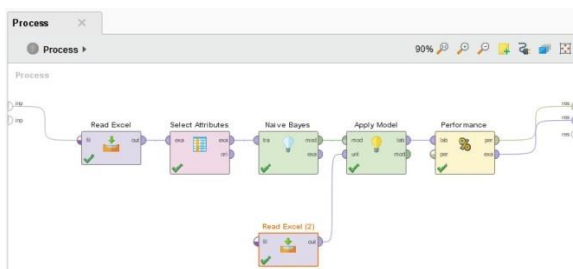 Process
Process
90%
Process
inp
inp
Read Excel
Select Attributes
Naive Bayes
Apply Model
Performance
res
res
res
fil
out
exa
exa
ori
tra
mod
exa
mod
lab
unl
mod
lab
per
per
exa
Read Excel (2)
fil
out